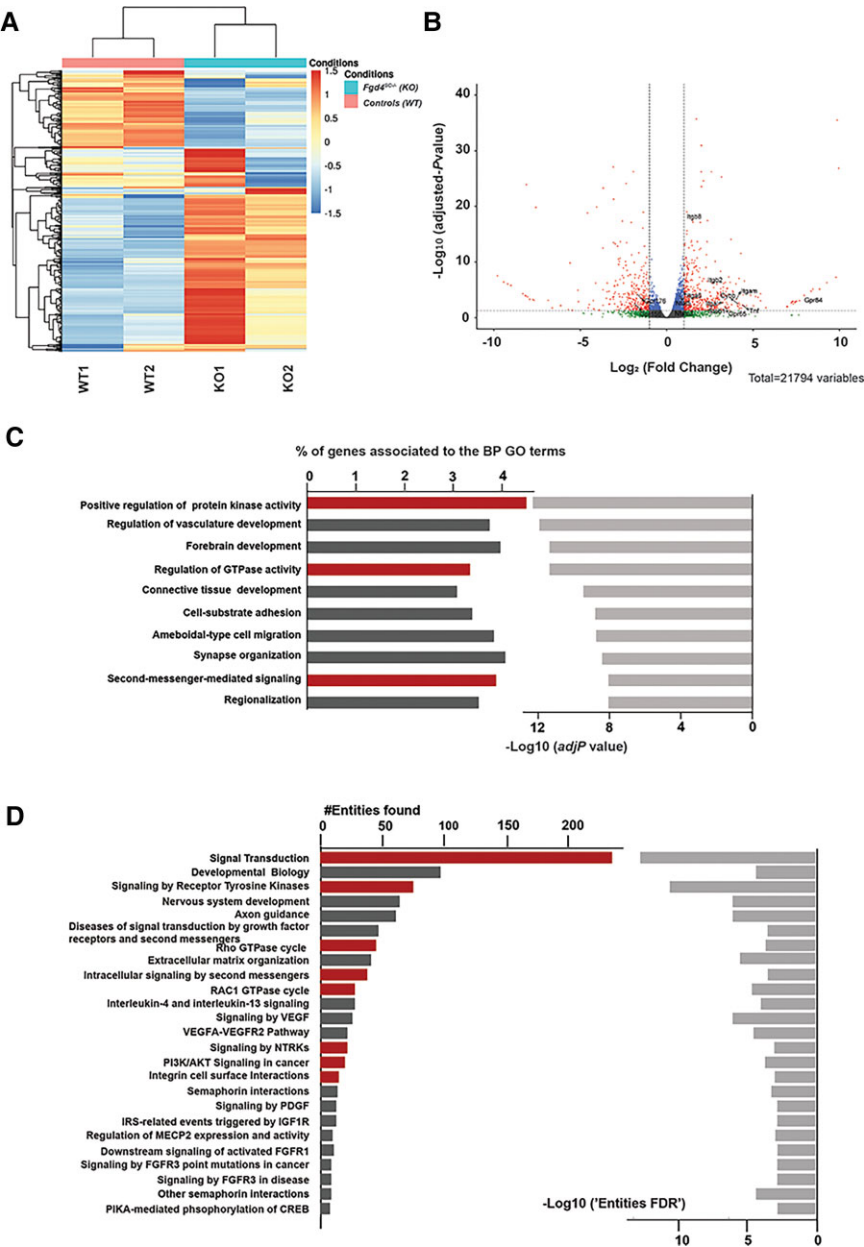 A
Conditions
1.5
1
0.5
0
-0.5
-1
-1.5
Conditions
Fgd4SC-/- (KO)
Controls (WT)
WT1
WT2
KO1
KO2
B
-Log10 (adjusted-Pvalue)
40
30
20
10
0
Itgb8
Itgb2
Itgam
Gpr84
Gpr65
Tnf
-10
-5
0
5
10
Log2 (Fold Change)
Total=21794 variables
C
% of genes associated to the BP GO terms
0 1 2 3 4
Positive regulation of protein kinase activity
Regulation of vasculature development
Forebrain development
Regulation of GTPase activity
Connective tissue development
Cell-substrate adhesion
Ameboidal-type cell migration
Synapse organization
Second-messenger-mediated signaling
Regionalization
12 8 4 0
-Log10 (adjP value)
D
#Entities found
0 50 100 150 200
Signal Transduction
Developmental Biology
Signaling by Receptor Tyrosine Kinases
Nervous system development
Axon guidance
Diseases of signal transduction by growth factor
receptors and second messengers
Rho GTPase cycle
Extracellular matrix organization
Intracellular signaling by second messengers
RAC1 GTPase cycle
Interleukin-4 and interleukin-13 signaling
Signaling by VEGF
VEGFA-VEGFR2 Pathway
Signaling by NTRKs
PI3K/AKT Signaling in cancer
Integrin cell surface Interactions
Semaphorin interactions
Signaling by PDGF
IRS-related events triggered by IGF1R
Regulation of MECP2 expression and activity
Downstream signaling of activated FGFR1
Signaling by FGFR3 point mutations in cancer
Signaling by FGFR3 in disease
Other semaphorin interactions
PIKA-mediated phsophorylation of CREB
-Log10 ('Entities FDR')
10 5 0